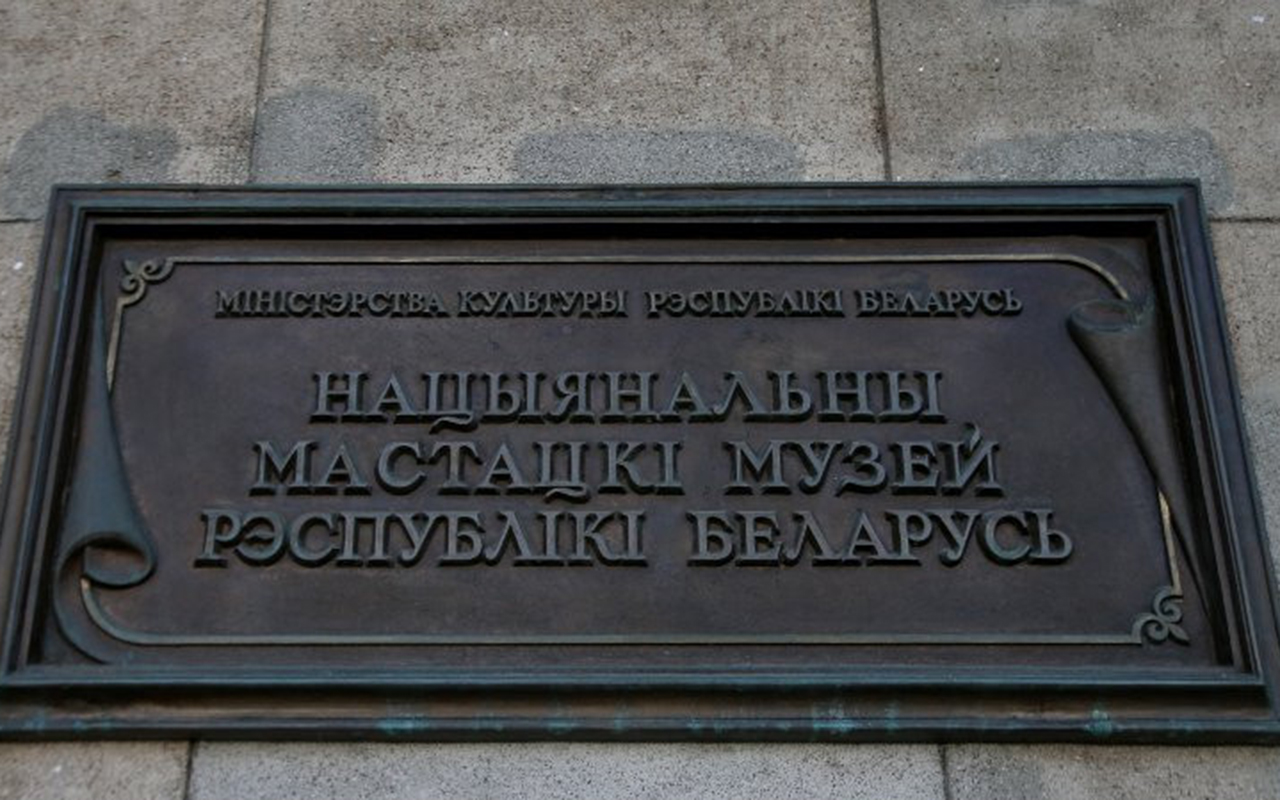 МІНІСТЭРСТВА КУЛЬТУРЫ РЭСПУБЛІКІ БЕЛАРУСЬ
НАЦЫЯНАЛЬНЫ
МАСТАЦКІ МУЗЕЙ
РЭСПУБЛІКІ БЕЛАРУСЬ